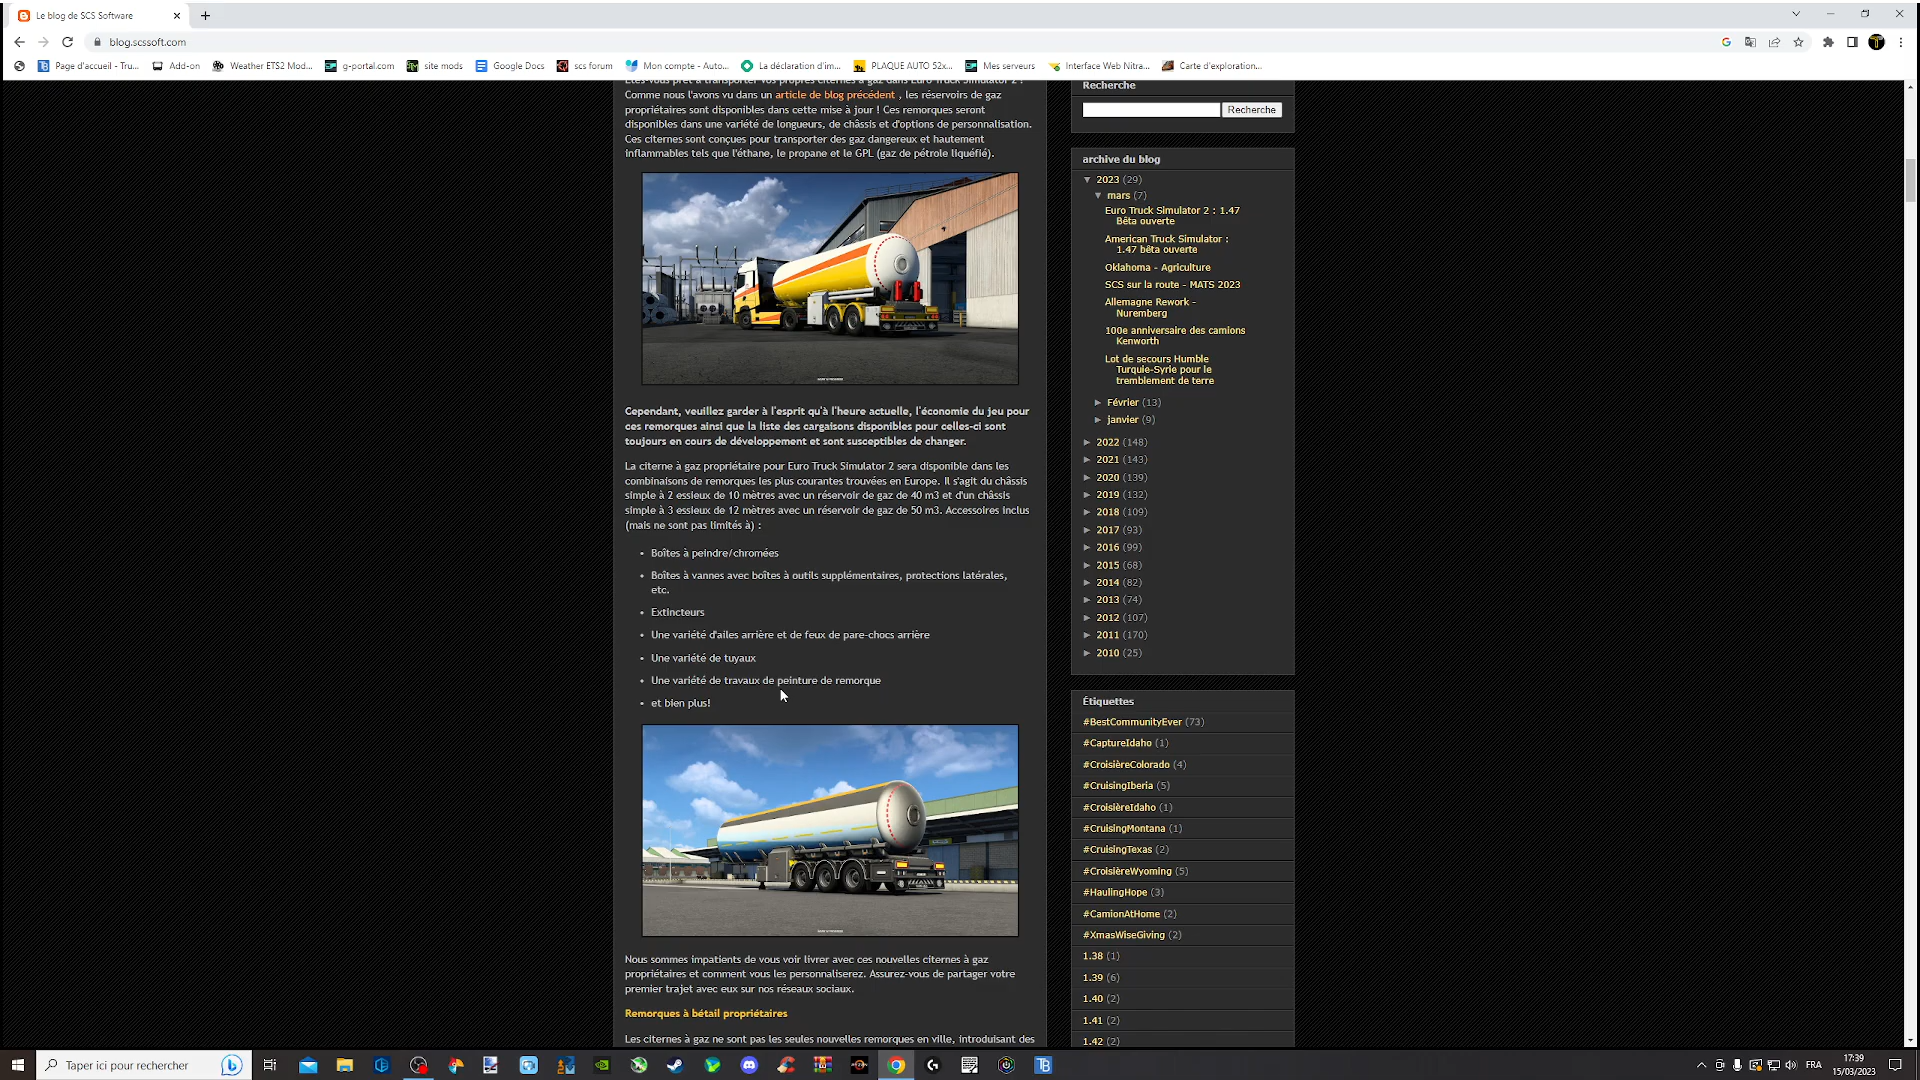 Le blog de SCS Software
blog.scssoft.com
Page d'accueil - Tru...
Add-on
Weather ETS2 Mod...
g-portal.com
site mods
Google Docs
scs forum
Mon compte - Auto...
La déclaration d'im...
PLAQUE AUTO 52x...
Mes serveurs
Interface Web Nitra...
Carte d'exploration...
Comme nous l'avons vu dans un article de blog précédent , les réservoirs de gaz
propriétaires sont disponibles dans cette mise à jour ! Ces remorques seront
disponibles dans une variété de longueurs, de châssis et d'options de personnalisation.
Ces citernes sont conçues pour transporter des gaz dangereux et hautement
inflammables tels que l'éthane, le propane et le GPL (gaz de pétrole liquéfié).
Cependant, veuillez garder à l'esprit qu'à l'heure actuelle, l'économie du jeu pour
ces remorques ainsi que la liste des cargaisons disponibles pour celles-ci sont
toujours en cours de développement et sont susceptibles de changer.
La citerne à gaz propriétaire pour Euro Truck Simulator 2 sera disponible dans les
combinaisons de remorques les plus courantes trouvées en Europe. Il s'agit du châssis
simple à 2 essieux de 10 mètres avec un réservoir de gaz de 40 m3 et d'un châssis
simple à 3 essieux de 12 mètres avec un réservoir de gaz de 50 m3. Accessoires inclus
(mais ne sont pas limités à) :
• Boîtes à peindre/chromées
• Boîtes à vannes avec boîtes à outils supplémentaires, protections latérales,
etc.
• Extincteurs
• Une variété d'ailes arrière et de feux de pare-chocs arrière
• Une variété de tuyaux
• Une variété de travaux de peinture de remorque
• et bien plus!
Nous sommes impatients de vous voir livrer avec ces nouvelles citernes à gaz
propriétaires et comment vous les personnaliserez. Assurez-vous de partager votre
premier trajet avec eux sur nos réseaux sociaux.
Remorques à bétail propriétaires
Les citernes à gaz ne sont pas les seules nouvelles remorques en ville, introduisant des
Recherche
Recherche
archive du blog
▼ 2023 (29)
▼ mars (7)
Euro Truck Simulator 2 : 1.47
Bêta ouverte
American Truck Simulator :
1.47 bêta ouverte
Oklahoma - Agriculture
SCS sur la route - MATS 2023
Allemagne Rework -
Nuremberg
100e anniversaire des camions
Kenworth
Lot de secours Humble
Turquie-Syrie pour le
tremblement de terre
► Février (13)
► janvier (9)
► 2022 (148)
► 2021 (143)
► 2020 (139)
► 2019 (132)
► 2018 (109)
► 2017 (93)
► 2016 (99)
► 2015 (68)
► 2014 (82)
► 2013 (74)
► 2012 (107)
► 2011 (170)
► 2010 (25)
Étiquettes
#BestCommunityEver (73)
#CaptureIdaho (1)
#CroisièreColorado (4)
#CruisingIberia (5)
#CroisièreIdaho (1)
#CruisingMontana (1)
#CruisingTexas (2)
#CroisièreWyoming (5)
#HaulingHope (3)
#CamionAtHome (2)
#XmasWiseGiving (2)
1.38 (1)
1.39 (6)
1.40 (2)
1.41 (2)
1.42 (2)
Taper ici pour rechercher
FRA
17:39
15/03/2023